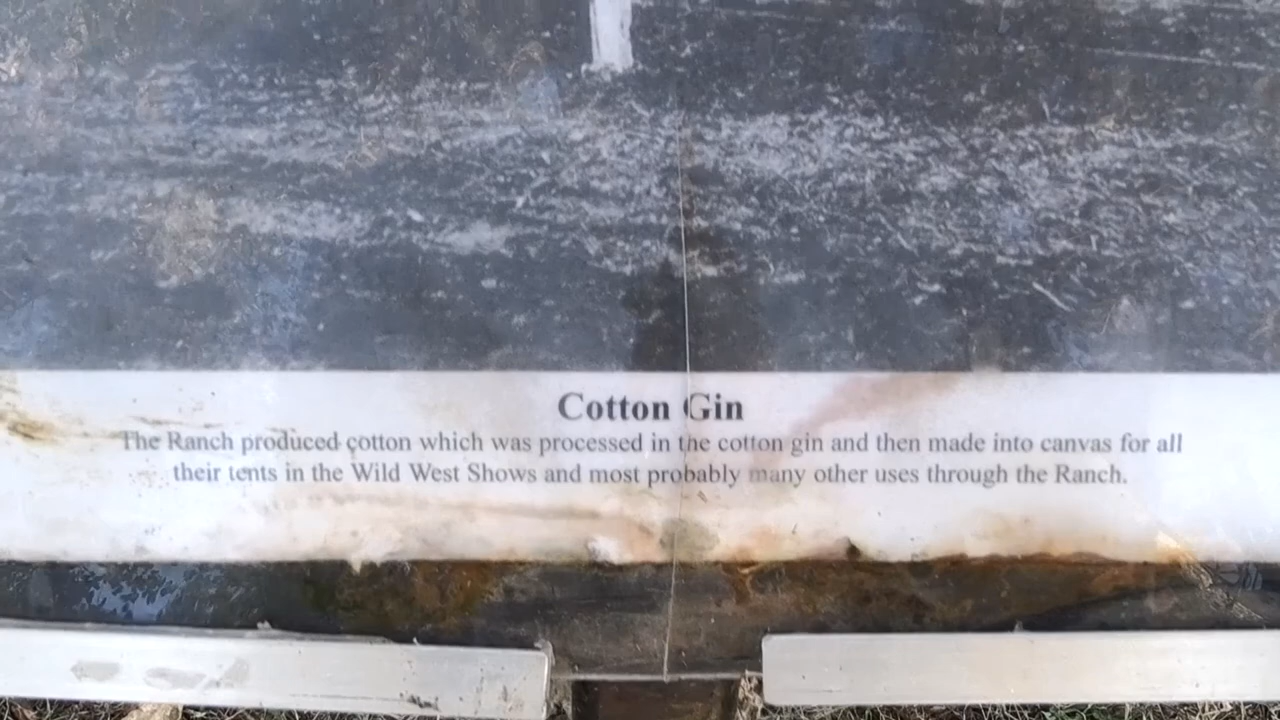 Cotton Gin
The Ranch produced cotton which was processed in the cotton gin and then made into canvas for all
their tents in the Wild West Shows and most probably many other uses through the Ranch.